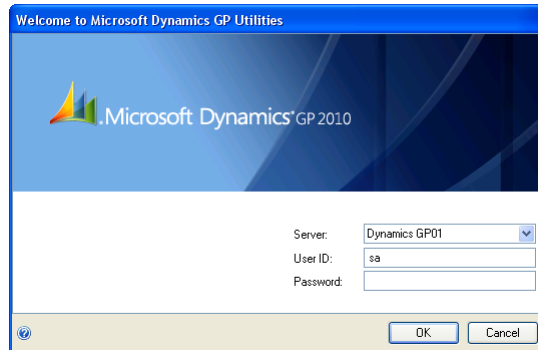 Welcome to Microsoft Dynamics GP Utilities
Microsoft Dynamics® GP 2010
Server: Dynamics GP01
User ID: sa
Password:
OK Cancel